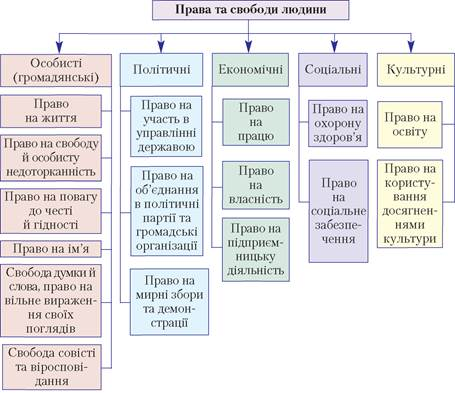 Права та свободи людини
Особисті
(громадянські)
Право
на життя
Право на свободу
й особисту
недоторканність
Право на повагу
до честі
й гідності
Право на ім’я
Свобода думки й
слова, право на
вільне виражен-
ня своїх
поглядів
Свобода совісті
та віроспові-
дання
Політичні
Право на
участь в
управлінні
державою
Право на
об’єднання
в політичні
партії та
громадські
організації
Право на
мирні збори
та демон-
страції
Економічні
Право
на
працю
Право
на
власність
Право
на
підприєм-
ницьку
діяльність
Соціальні
Право на
охорону
здоров’я
Право
на
соціальне
забезпе-
чення
Культурні
Право на
освіту
Право на
користу-
вання
досягнен-
нями
культури